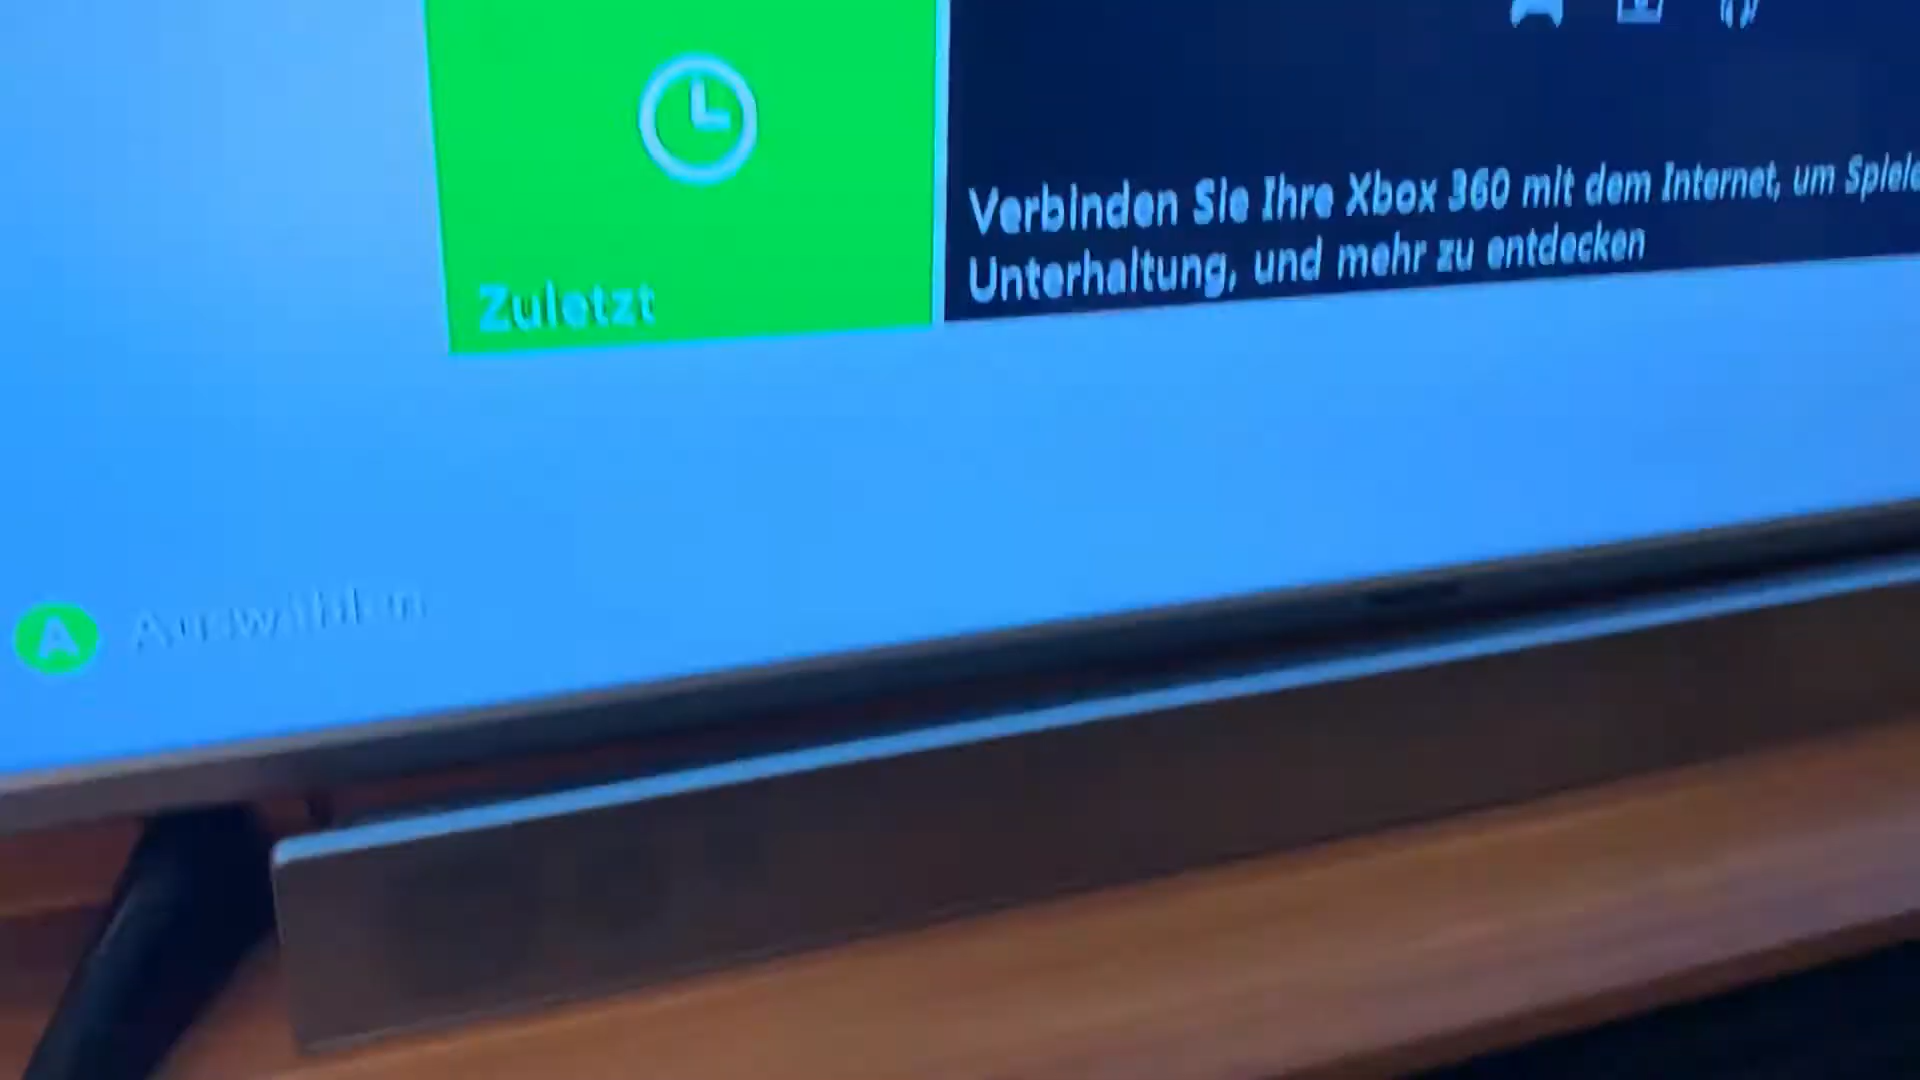 Verbinden Sie Ihre Xbox 360 mit dem Internet, um Spiele
Unterhaltung, und mehr zu entdecken
Zuletzt
A Auswählen